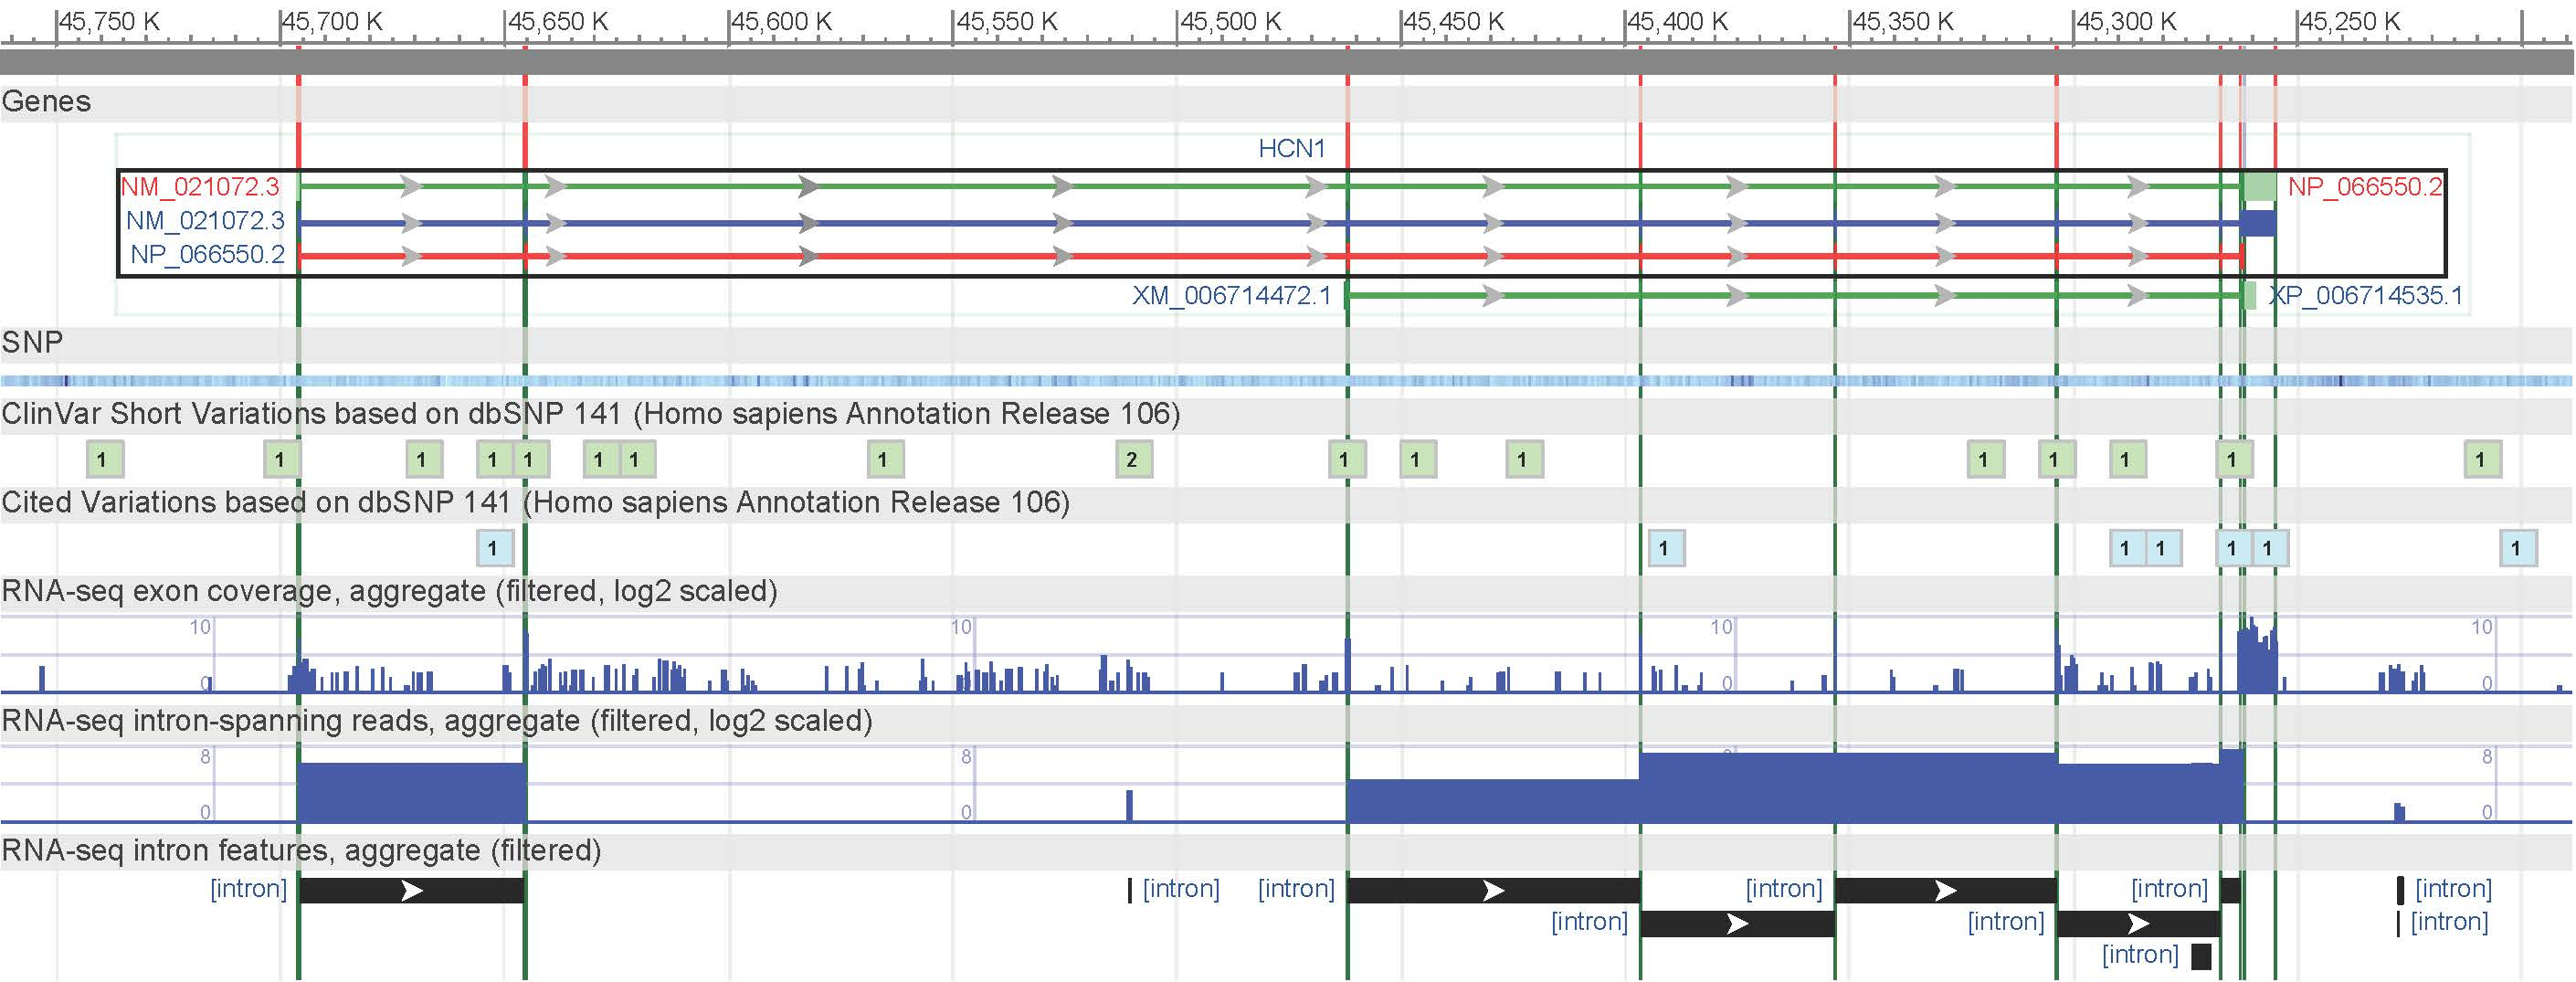 45,750 K 45,700 K 45,650 K 45,600 K 45,550 K 45,500 K 45,450 K 45,400 K 45,350 K 45,300 K 45,250 K
Genes
HCN1
NM_021072.3 NP_066550.2
NM_021072.3
NP_066550.2
XM_006714472.1 XP_006714535.1
SNP
ClinVar Short Variations based on dbSNP 141 (Homo sapiens Annotation Release 106)
1 1 1 1 1 1 1 1 2 1 1 1 1 1 1 1 1
Cited Variations based on dbSNP 141 (Homo sapiens Annotation Release 106)
1 1 1 1 1 1 1
RNA-seq exon coverage, aggregate (filtered, log2 scaled)
10 10 10 10
0 0 0
RNA-seq intron-spanning reads, aggregate (filtered, log2 scaled)
8 8 8
0 0 0
RNA-seq intron features, aggregate (filtered)
[intron] [intron] [intron] [intron] [intron] [intron]
[intron] [intron] [intron]
[intron]